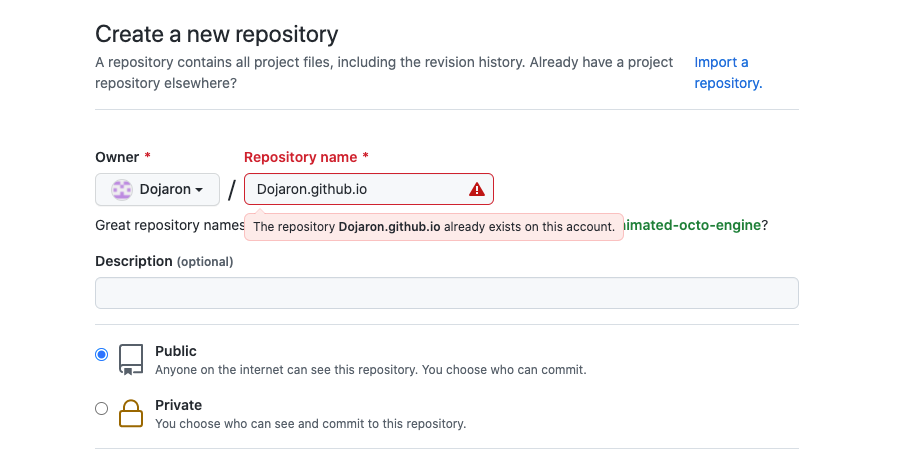 Create a new repository
A repository contains all project files, including the revision history. Already have a project Import a
repository elsewhere? repository.
Owner * Repository name *
Dojaron / Dojaron.github.io
Great repository names
The repository Dojaron.github.io already exists on this account.
imated-octo-engine?
Description (optional)
Public
Anyone on the internet can see this repository. You choose who can commit.
Private
You choose who can see and commit to this repository.